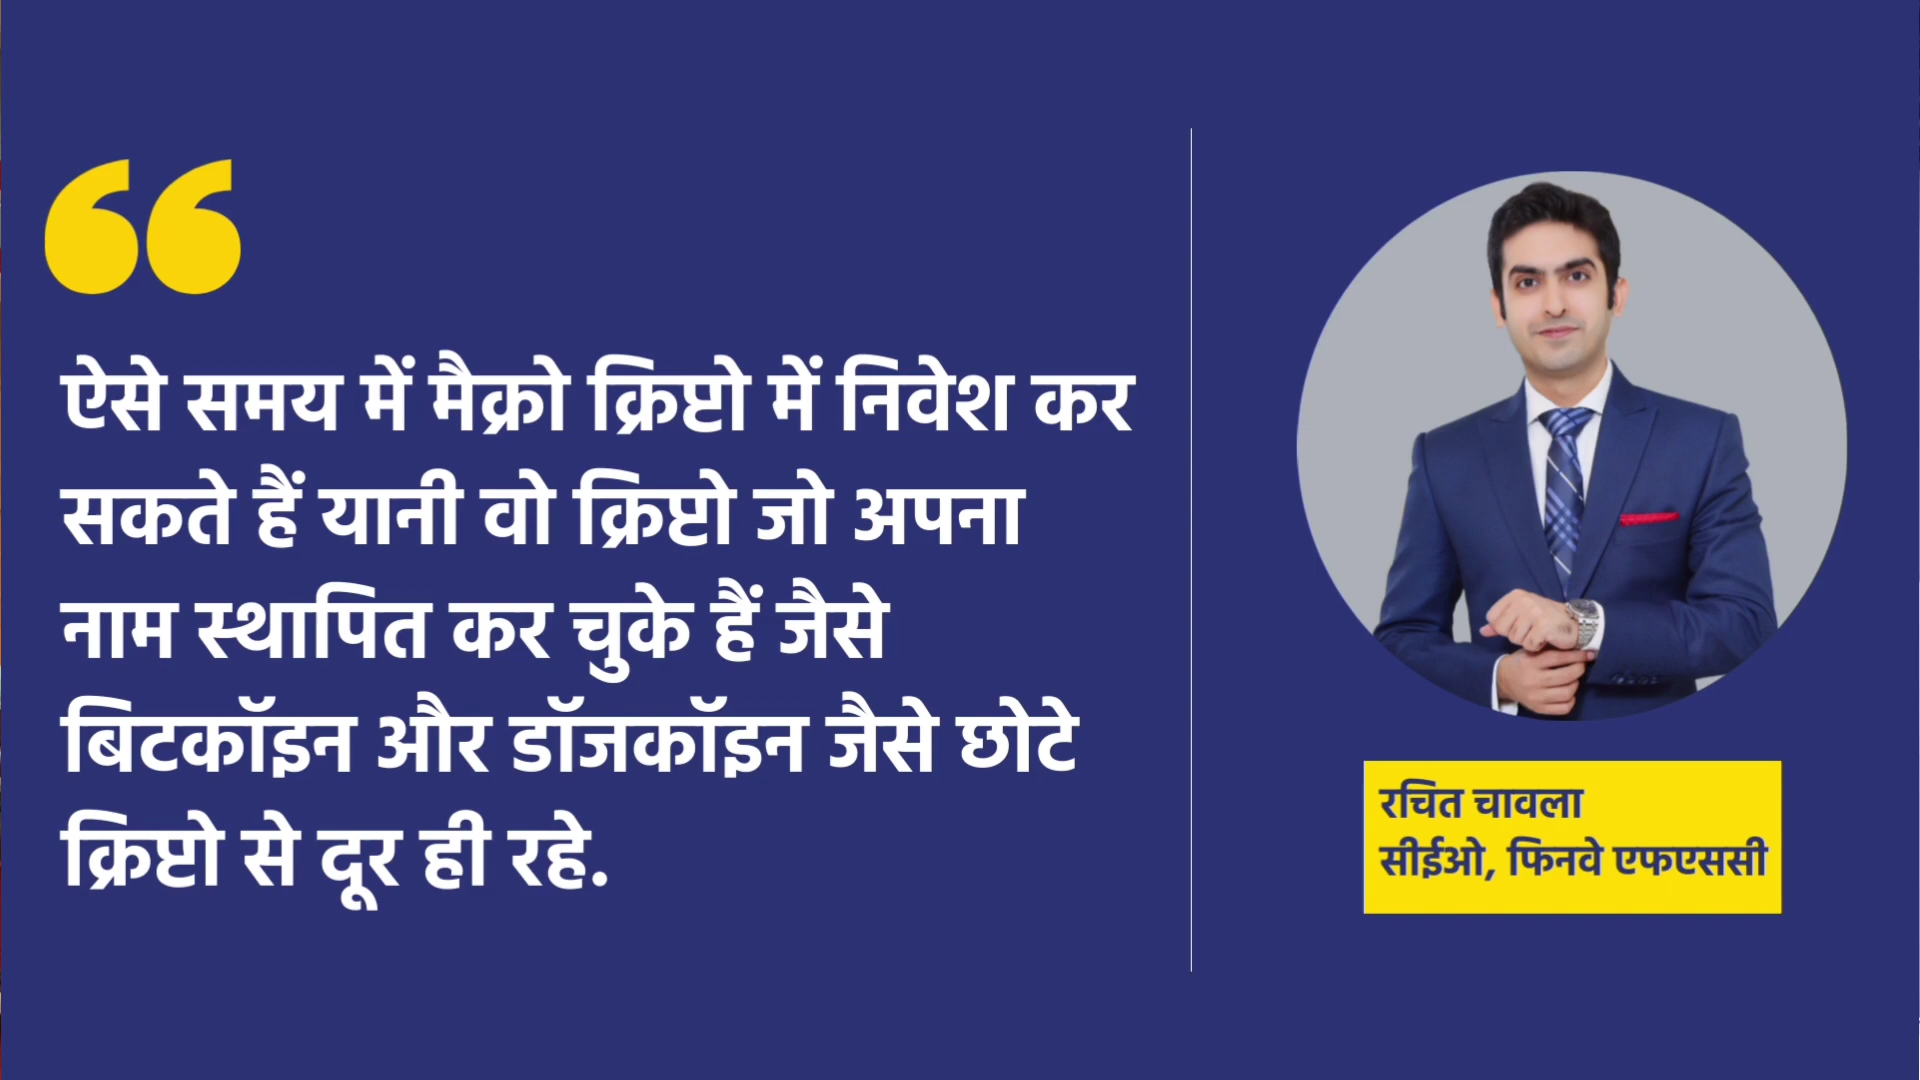 ऐसे समय में मैक्रो क्रिप्टो में निवेश कर
सकते हैं यानी वो क्रिप्टो जो अपना
नाम स्थापित कर चुके हैं जैसे
बिटकॉइन और डॉजकॉइन जैसे छोटे
क्रिप्टो से दूर ही रहे.
रचित चावला
सीईओ, फिनवे एफएससी